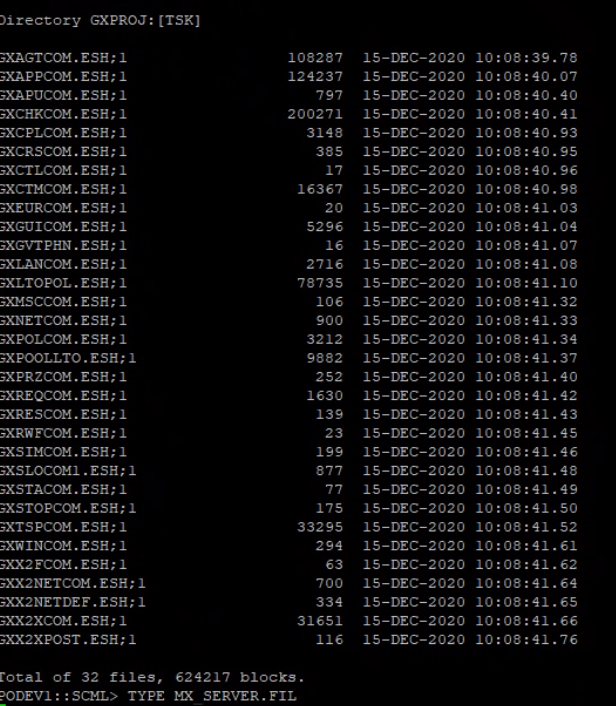 Directory GXPROJ:[TSK]
GXAGTCOM.ESH;1 108287 15-DEC-2020 10:08:39.78
GXAPPCOM.ESH;1 124237 15-DEC-2020 10:08:40.07
GXAPUCOM.ESH;1 797 15-DEC-2020 10:08:40.40
GXCHKCOM.ESH;1 200271 15-DEC-2020 10:08:40.41
GXCPLCOM.ESH;1 3148 15-DEC-2020 10:08:40.93
GXCRSCOM.ESH;1 385 15-DEC-2020 10:08:40.95
GXCTLCOM.ESH;1 17 15-DEC-2020 10:08:40.96
GXCTMCOM.ESH;1 16367 15-DEC-2020 10:08:40.98
GXEURCOM.ESH;1 20 15-DEC-2020 10:08:41.03
GXGUICOM.ESH;1 5296 15-DEC-2020 10:08:41.04
GXGVTPHN.ESH;1 16 15-DEC-2020 10:08:41.07
GXLANCOM.ESH;1 2716 15-DEC-2020 10:08:41.08
GXLTOPOL.ESH;1 78735 15-DEC-2020 10:08:41.10
GXMSCCOM.ESH;1 106 15-DEC-2020 10:08:41.32
GXNETCOM.ESH;1 900 15-DEC-2020 10:08:41.33
GXPOLCOM.ESH;1 3212 15-DEC-2020 10:08:41.34
GXPOOLLTO.ESH;1 9882 15-DEC-2020 10:08:41.37
GXPRZCOM.ESH;1 252 15-DEC-2020 10:08:41.40
GXREQCOM.ESH;1 1630 15-DEC-2020 10:08:41.42
GXRESCOM.ESH;1 139 15-DEC-2020 10:08:41.43
GXRWFCOM.ESH;1 23 15-DEC-2020 10:08:41.45
GXSIMCOM.ESH;1 199 15-DEC-2020 10:08:41.46
GXSLOCOM1.ESH;1 877 15-DEC-2020 10:08:41.48
GXSTACOM.ESH;1 77 15-DEC-2020 10:08:41.49
GXSTOPCOM.ESH;1 175 15-DEC-2020 10:08:41.50
GXTSPCOM.ESH;1 33295 15-DEC-2020 10:08:41.52
GXWINCOM.ESH;1 294 15-DEC-2020 10:08:41.61
GXX2FCOM.ESH;1 63 15-DEC-2020 10:08:41.62
GXX2NETCOM.ESH;1 700 15-DEC-2020 10:08:41.64
GXX2NETDEF.ESH;1 334 15-DEC-2020 10:08:41.65
GXX2XCOM.ESH;1 31651 15-DEC-2020 10:08:41.66
GXX2XPOST.ESH;1 116 15-DEC-2020 10:08:41.76
Total of 32 files, 624217 blocks.
PODEV1::SCML> TYPE MX_SERVER.FIL